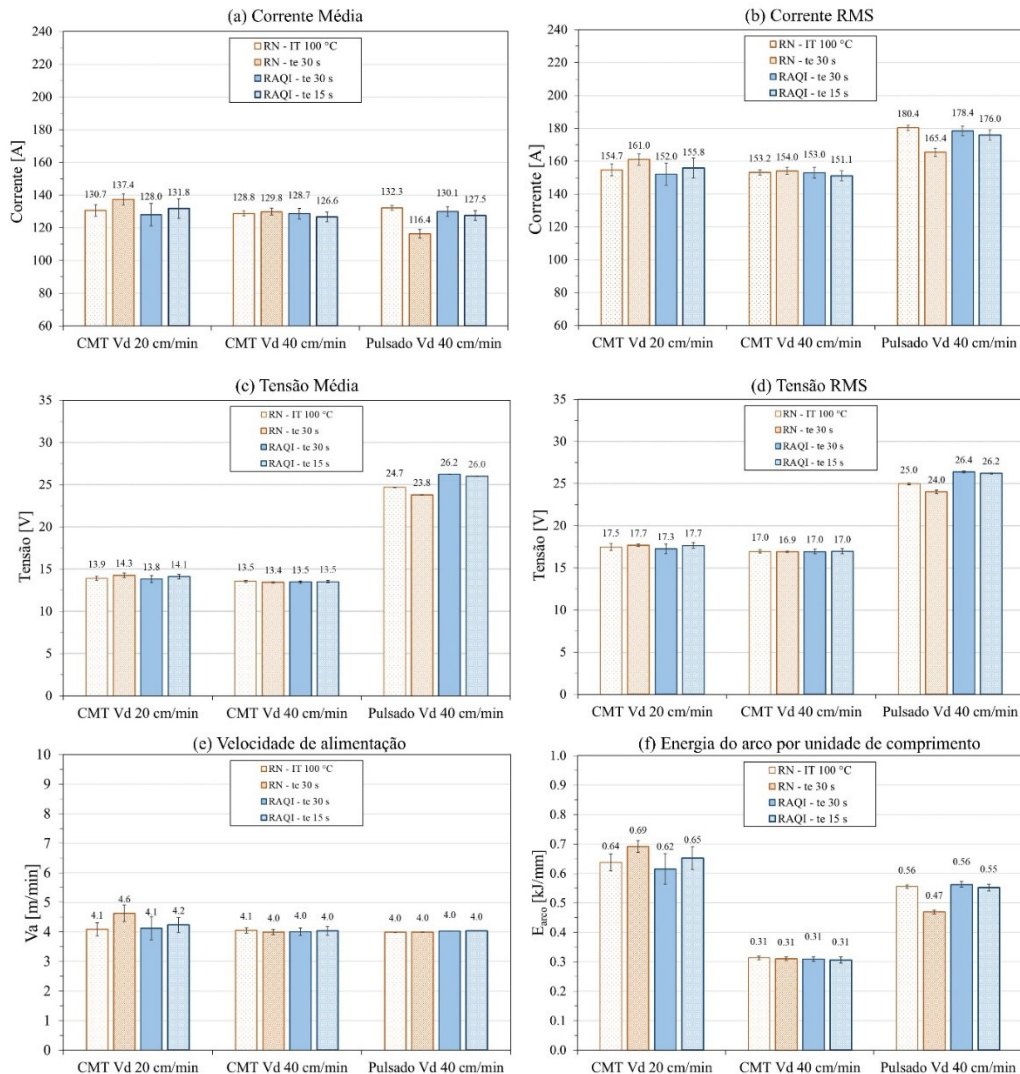 (a) Corrente Média
RN - IT 100 °C
RN - te 30 s
RAQI - te 30 s
RAQI - te 15 s
Corrente [A]
240
220
200
180
160
140
120
100
80
60
130.7 137.4 128.0 131.8
128.8 129.8 128.7 126.6
132.3 116.4 130.1 127.5
CMT Vd 20 cm/min CMT Vd 40 cm/min Pulsado Vd 40 cm/min
(b) Corrente RMS
RN - IT 100 °C
RN - te 30 s
RAQI - te 30 s
RAQI - te 15 s
Corrente [A]
240
220
200
180
160
140
120
100
80
60
154.7 161.0 152.0 155.8
153.2 154.0 153.0 151.1
180.4 165.4 178.4 176.0
CMT Vd 20 cm/min CMT Vd 40 cm/min Pulsado Vd 40 cm/min
(c) Tensão Média
RN - IT 100 °C
RN - te 30 s
RAQI - te 30 s
RAQI - te 15 s
Tensão [V]
35
30
25
20
15
10
5
0
13.9 14.3 13.8 14.1
13.5 13.4 13.5 13.5
24.7 23.8 26.2 26.0
CMT Vd 20 cm/min CMT Vd 40 cm/min Pulsado Vd 40 cm/min
(d) Tensão RMS
RN - IT 100 °C
RN - te 30 s
RAQI - te 30 s
RAQI - te 15 s
Tensão [V]
35
30
25
20
15
10
5
0
17.5 17.7 17.3 17.7
17.0 16.9 17.0 17.0
25.0 24.0 26.4 26.2
CMT Vd 20 cm/min CMT Vd 40 cm/min Pulsado Vd 40 cm/min
(e) Velocidade de alimentação
RN - IT 100 °C
RN - te 30 s
RAQI - te 30 s
RAQI - te 15 s
Va [m/min]
10
9
8
7
6
5
4
3
2
1
0
4.1 4.6 4.1 4.2
4.1 4.0 4.0 4.0
4.0 4.0 4.0 4.0
CMT Vd 20 cm/min CMT Vd 40 cm/min Pulsado Vd 40 cm/min
(f) Energia do arco por unidade de comprimento
RN - IT 100 °C
RN - te 30 s
RAQI - te 30 s
RAQI - te 15 s
Earco [kJ/mm]
1.0
0.9
0.8
0.7
0.6
0.5
0.4
0.3
0.2
0.1
0.0
0.64 0.69 0.62 0.65
0.31 0.31 0.31 0.31
0.56 0.47 0.56 0.55
CMT Vd 20 cm/min CMT Vd 40 cm/min Pulsado Vd 40 cm/min